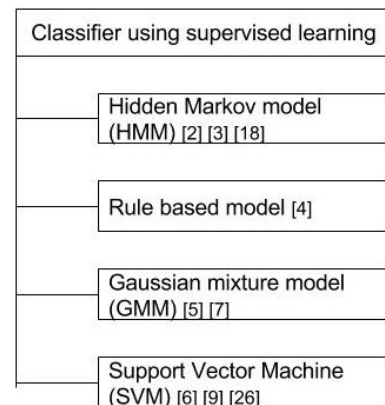 Classifier using supervised learning
Hidden Markov model
(HMM) [2] [3] [18]
Rule based model [4]
Gaussian mixture model
(GMM) [5] [7]
Support Vector Machine
(SVM) [6] [9] [26]